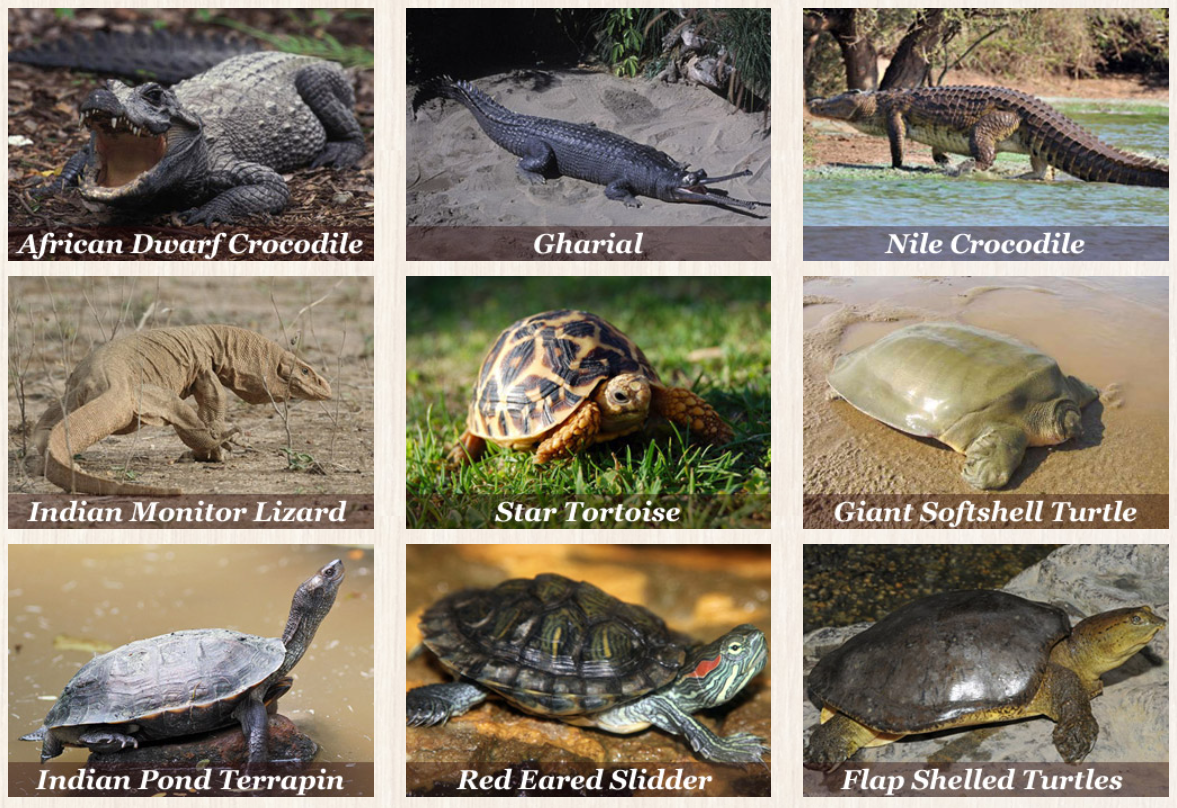 African Dwarf Crocodile
Gharial
Nile Crocodile
Indian Monitor Lizard
Star Tortoise
Giant Softshell Turtle
Indian Pond Terrapin
Red Eared Slidder
Flap Shelled Turtles